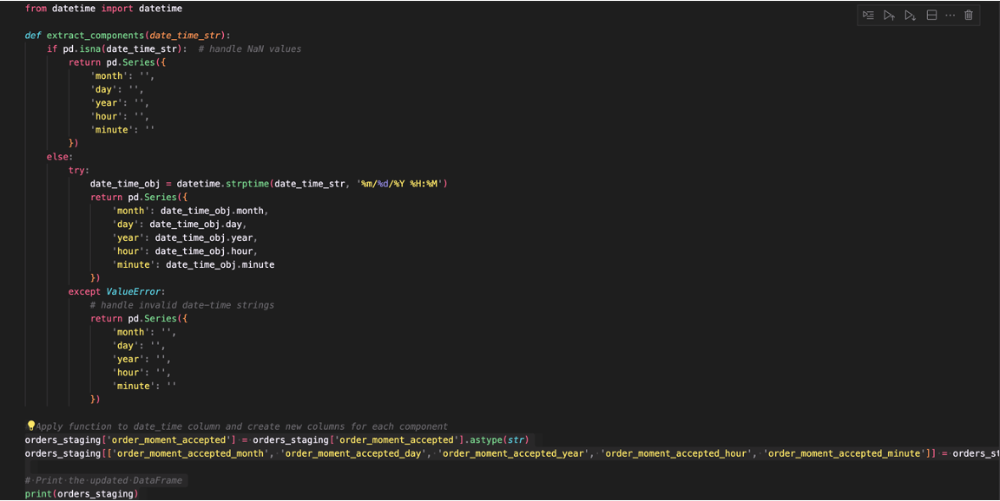 from datetime import datetime
def extract_components(date_time_str):
    if pd.isna(date_time_str):  # handle NaN values
        return pd.Series({
            'month': '',
            'day': '',
            'year': '',
            'hour': '',
            'minute': ''
        })
    else:
        try:
            date_time_obj = datetime.strptime(date_time_str, '%m/%d/%Y %H:%M')
            return pd.Series({
                'month': date_time_obj.month,
                'day': date_time_obj.day,
                'year': date_time_obj.year,
                'hour': date_time_obj.hour,
                'minute': date_time_obj.minute
            })
        except ValueError:
            # handle invalid date-time strings
            return pd.Series({
                'month': '',
                'day': '',
                'year': '',
                'hour': '',
                'minute': ''
            })
Apply function to date_time column and create new columns for each component
orders_staging['order_moment_accepted'] = orders_staging['order_moment_accepted'].astype(str)
orders_staging[['order_moment_accepted_month', 'order_moment_accepted_day', 'order_moment_accepted_year', 'order_moment_accepted_hour', 'order_moment_accepted_minute']] =
# Print the updated DataFrame
print(orders_staging)